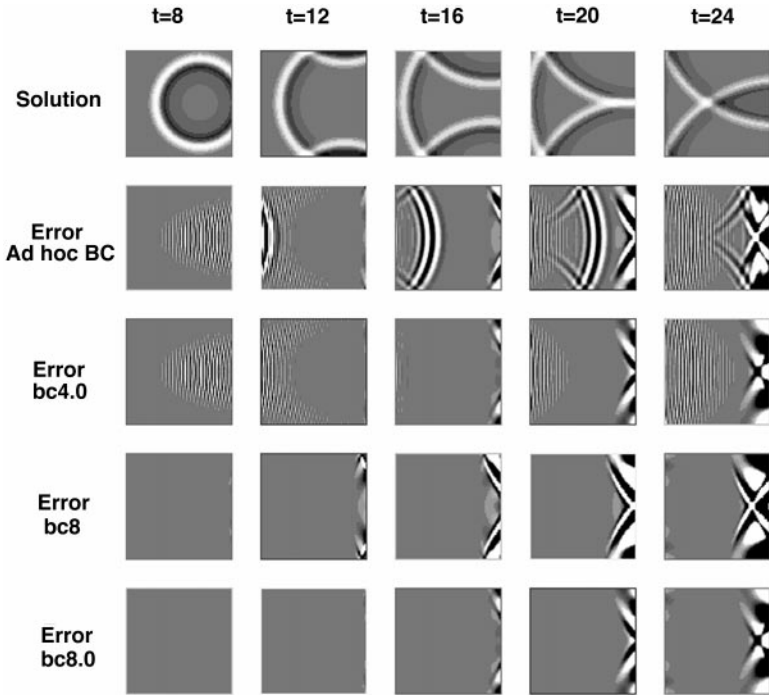 t=8 t=12 t=16 t=20 t=24
Solution
Error
Ad hoc BC
Error
bc4.0
Error
bc8
Error
bc8.0